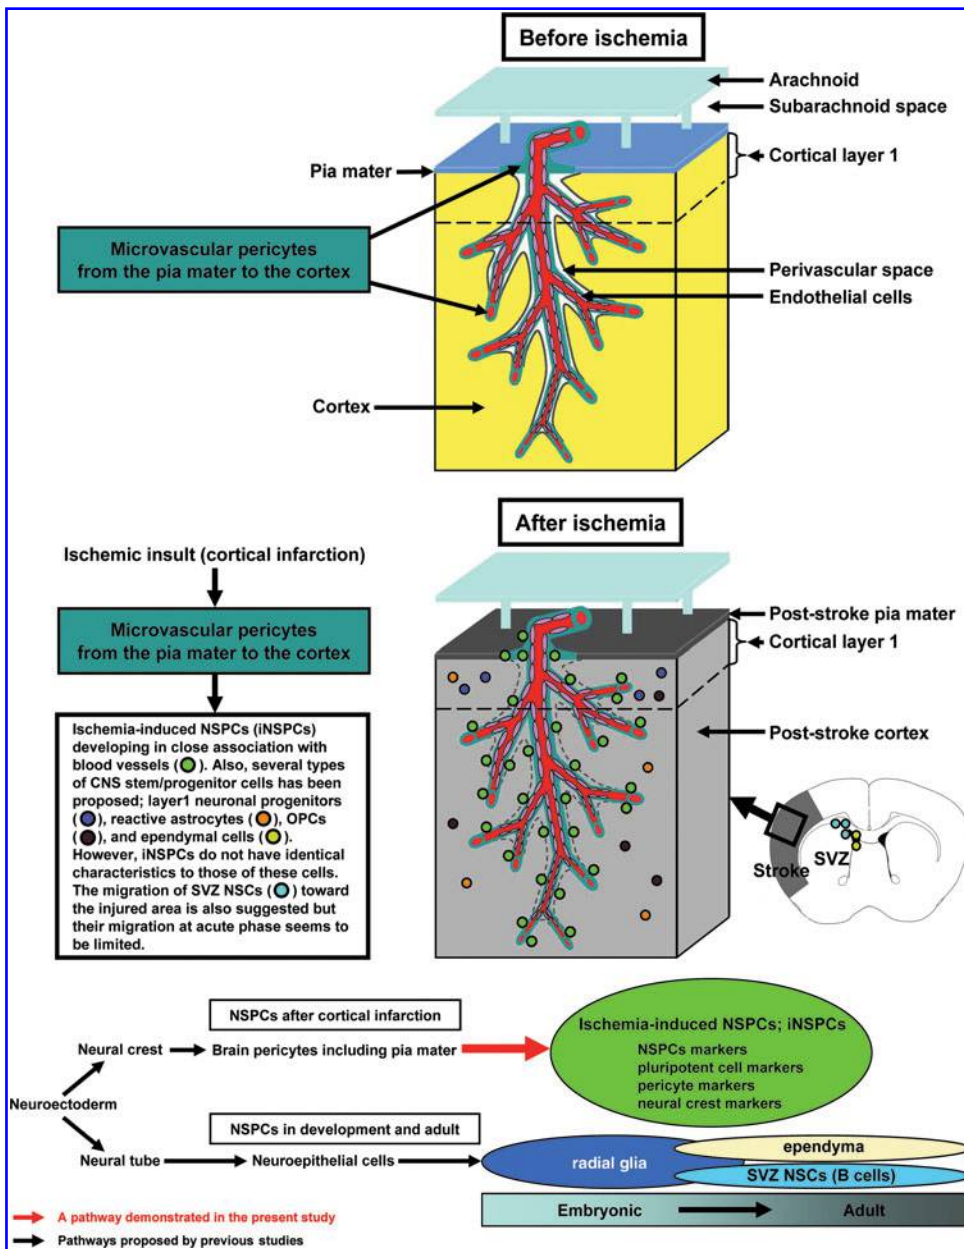 Before ischemia
Arachnoid
Subarachnoid space
Cortical layer 1
Pia mater
Microvascular pericytes
from the pia mater to the cortex
Perivascular space
Endothelial cells
Cortex
After ischemia
Ischemic insult (cortical infarction)
Microvascular pericytes
from the pia mater to the cortex
Post-stroke pia mater
Cortical layer 1
Post-stroke cortex
Ischemia-induced NSPCs (iNSPCs)
developing in close association with
blood vessels ( ). Also, several types
of CNS stem/progenitor cells has been
proposed; layer1 neuronal progenitors
( ), reactive astrocytes ( ), OPCs
( ), and ependymal cells ( ).
However, iNSPCs do not have identical
characteristics to those of these cells.
The migration of SVZ NSCs ( ) toward
the injured area is also suggested but
their migration at acute phase seems to
be limited.
SVZ
Stroke
NSPCs after cortical infarction
Neural crest
Brain pericytes including pia mater
Ischemia-induced NSPCs; iNSPCs
NSPCs markers
pluripotent cell markers
pericyte markers
neural crest markers
Neuroectoderm
NSPCs in development and adult
Neural tube
Neuroepithelial cells
radial glia
ependyma
SVZ NSCs (B cells)
Embryonic
Adult
A pathway demonstrated in the present study
Pathways proposed by previous studies